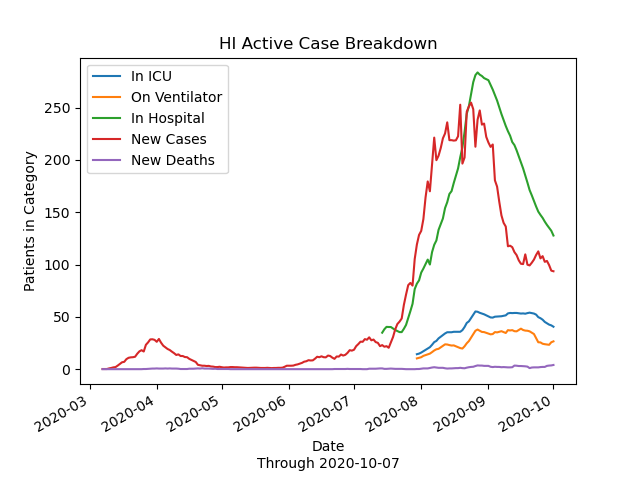 HI Active Case Breakdown
In ICU
On Ventilator
In Hospital
New Cases
New Deaths
Patients in Category
250
200
150
100
50
0
2020-03
2020-04
2020-05
2020-06
2020-07
2020-08
2020-09
2020-10
Date
Through 2020-10-07